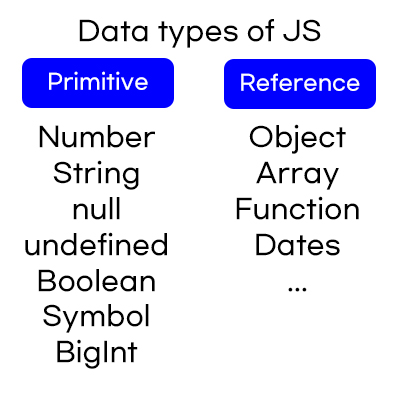 Data types of JS
Primitive
Number
String
null
undefined
Boolean
Symbol
BigInt
Reference
Object
Array
Function
Dates
...